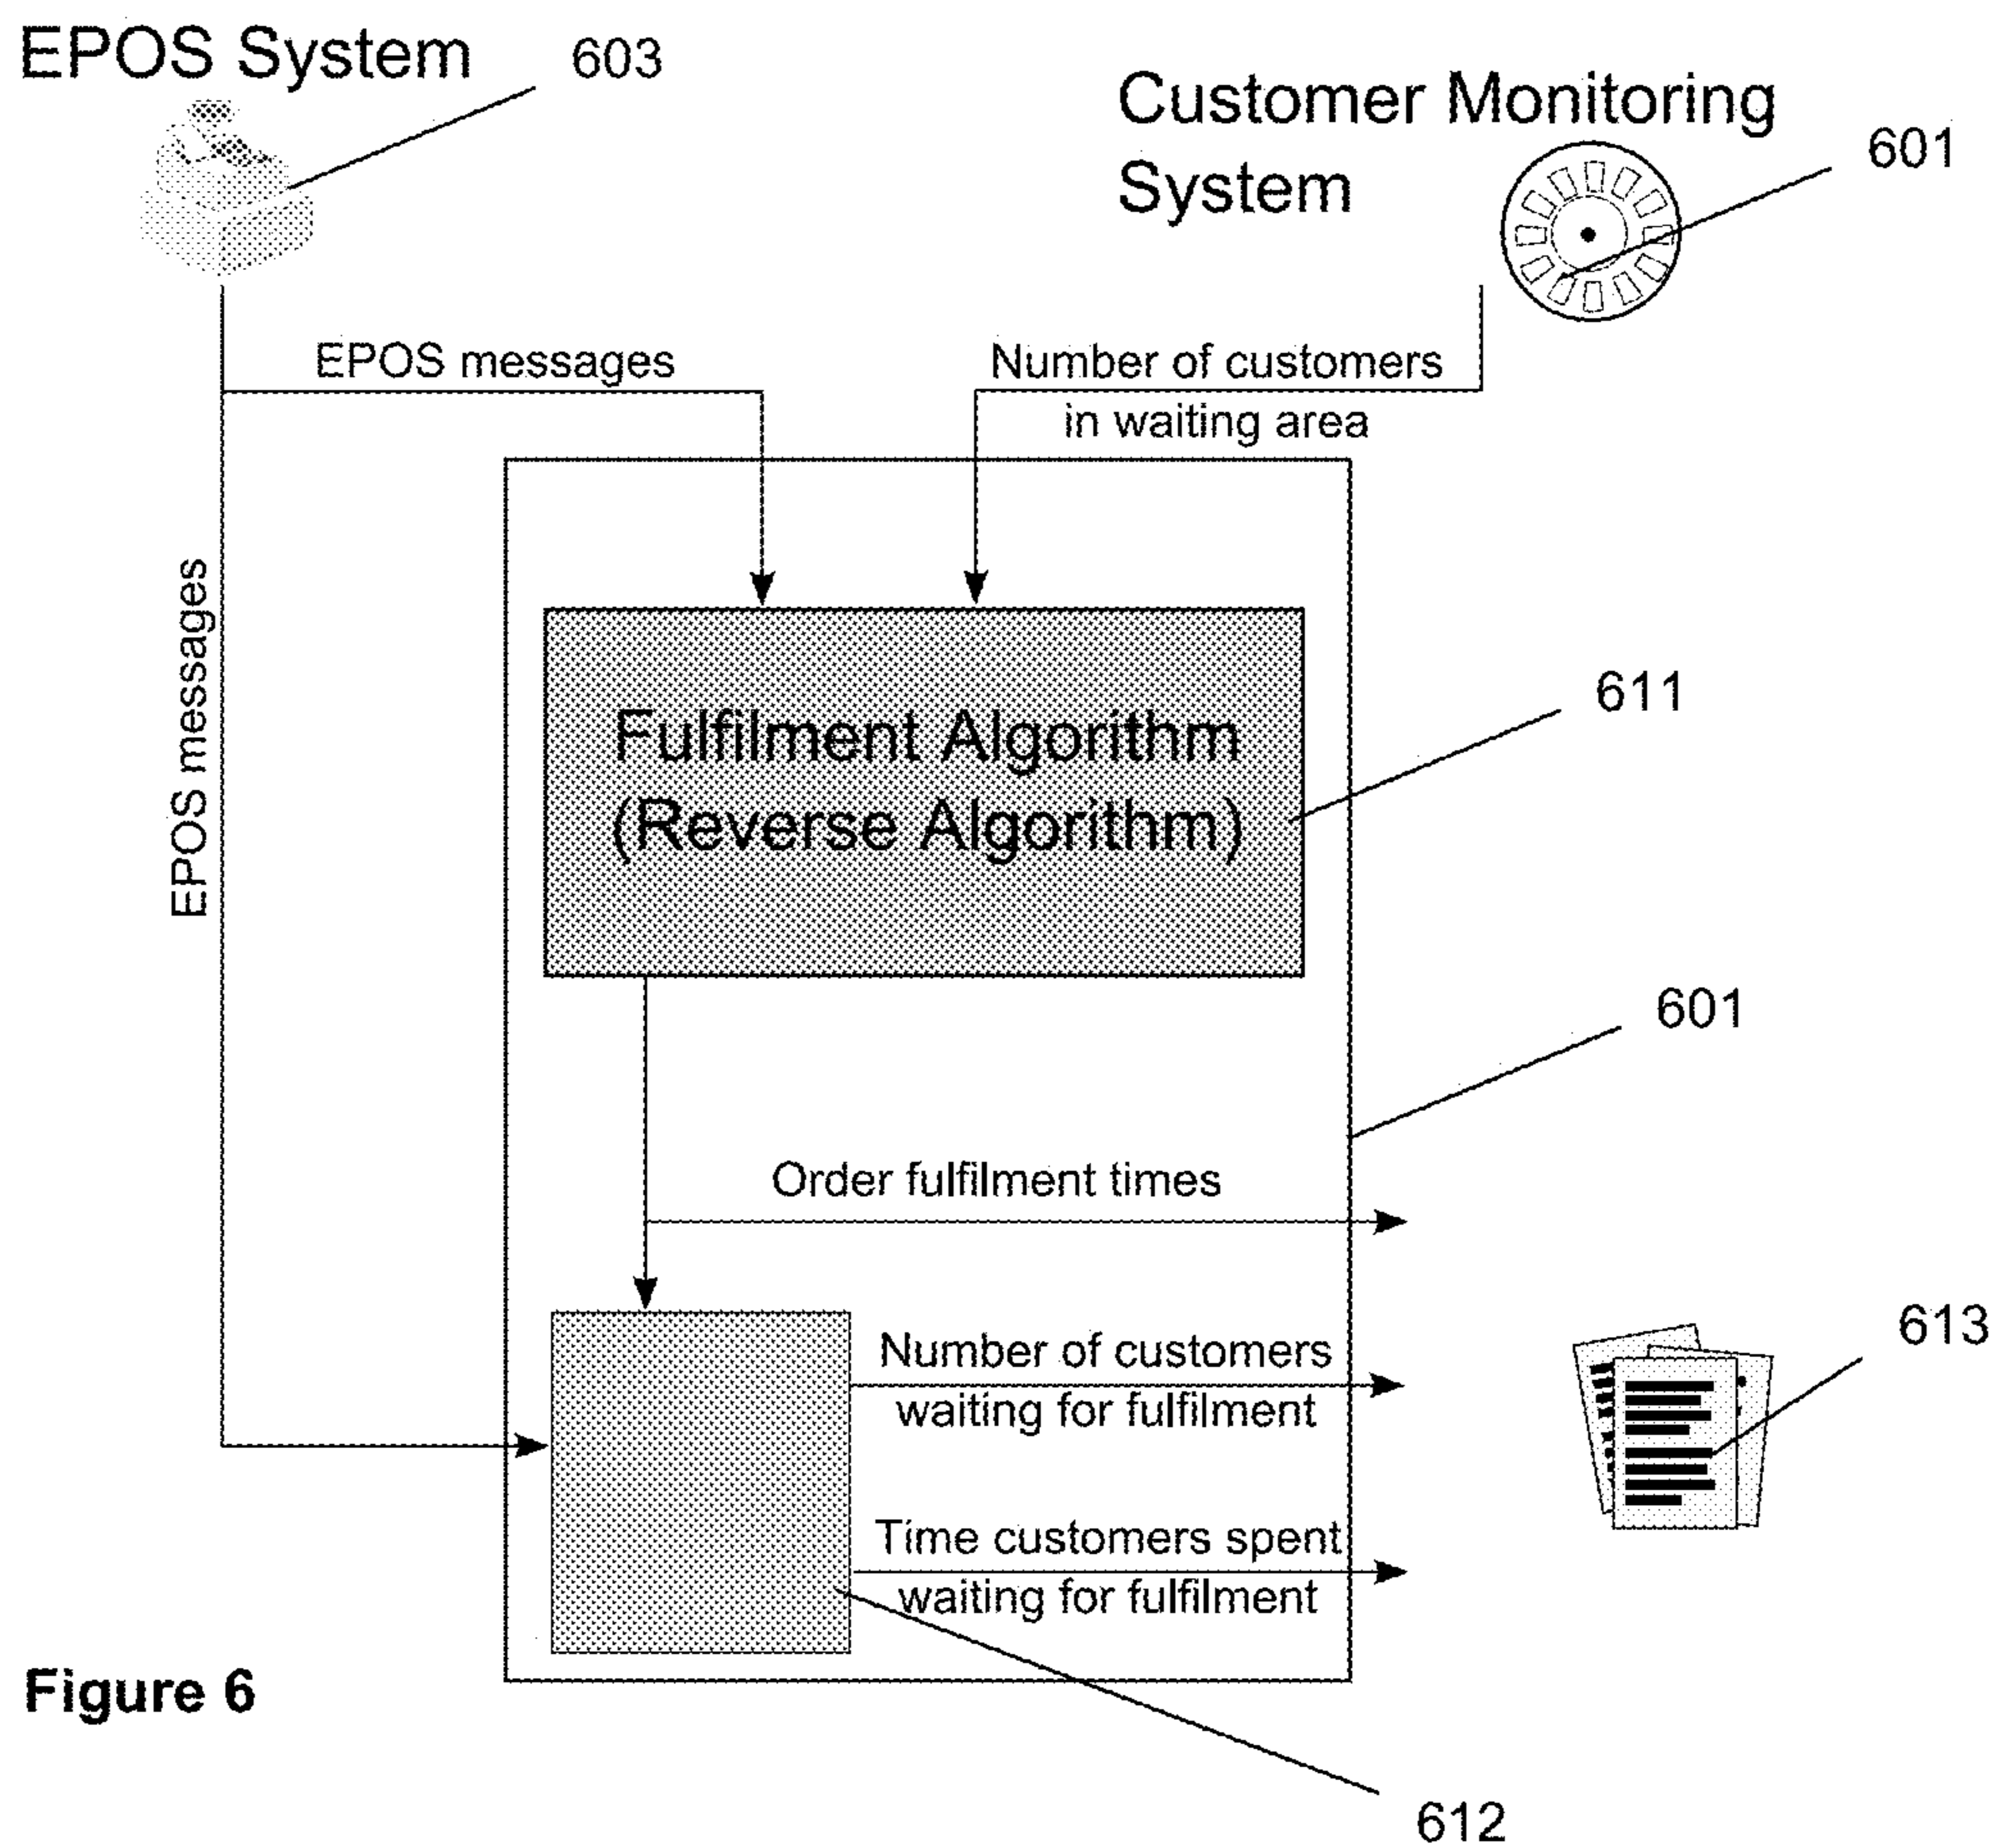 EPOS System
603
Customer Monitoring
System
601
EPOS messages
Number of customers
in waiting area
EPOS messages
Fulfilment Algorithm
(Reverse Algorithm)
611
601
Order fulfilment times
Number of customers
waiting for fulfilment
613
Time customers spent
waiting for fulfilment
Figure 6
612